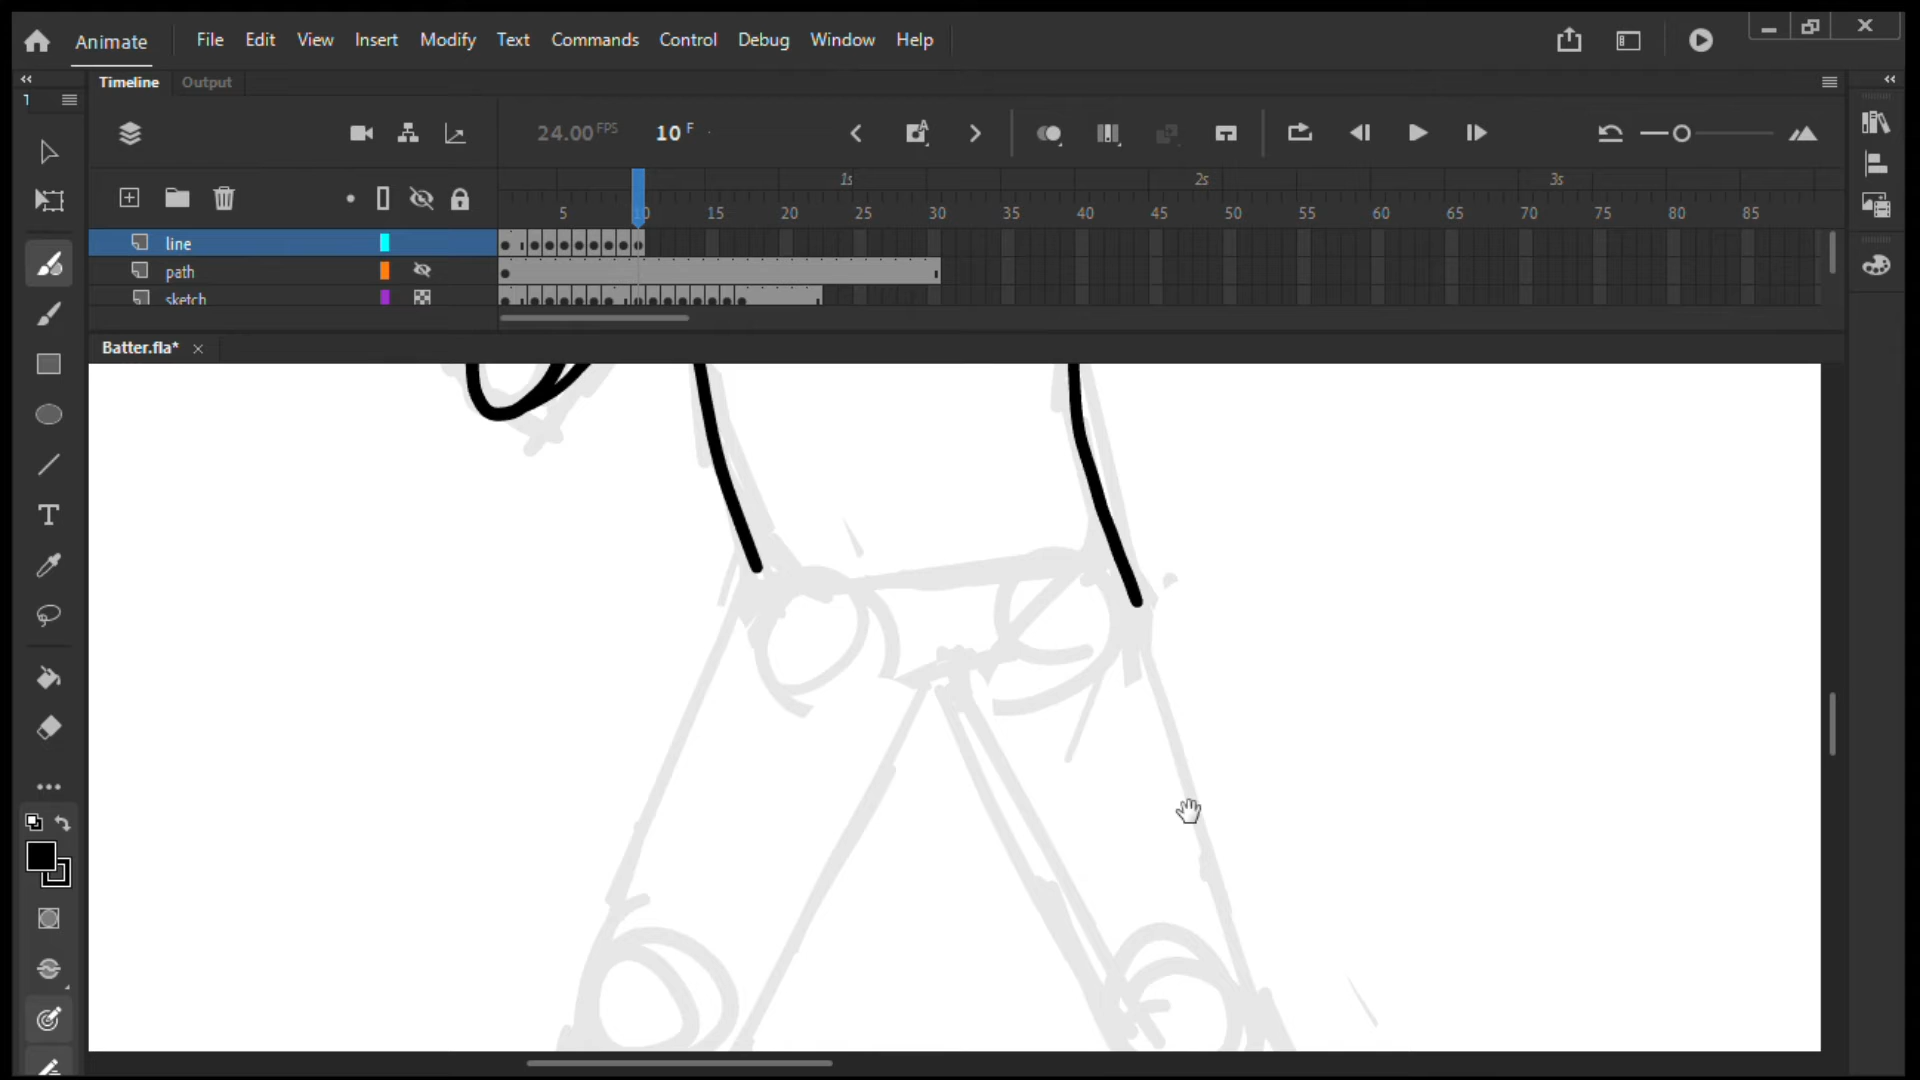 Animate File Edit View Insert Modify Text Commands Control Debug Window Help
1 Timeline Output
24.00 FPS 10 F
1s 2s 3s
5 10 15 20 25 30 35 40 45 50 55 60 65 70 75 80 85
line
path
sketch
Batter.fla*